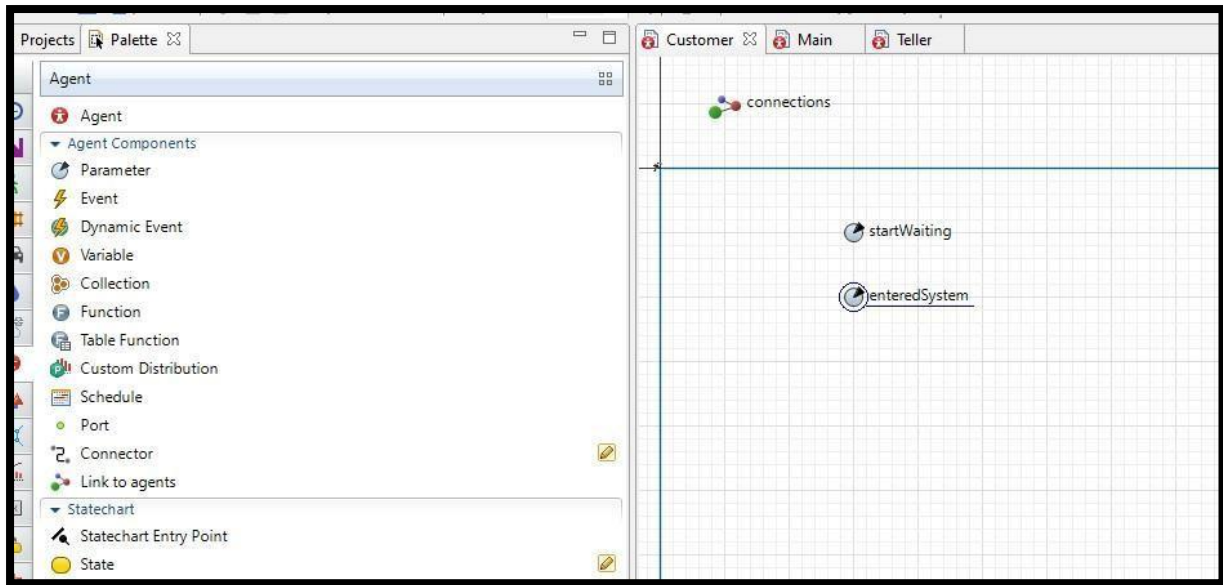 Projects Palette
Agent
Agent
Agent Components
Parameter
Event
Dynamic Event
Variable
Collection
Function
Table Function
Custom Distribution
Schedule
Port
Connector
Link to agents
Statechart
Statechart Entry Point
State
Customer Main Teller
connections
startWaiting
enteredSystem